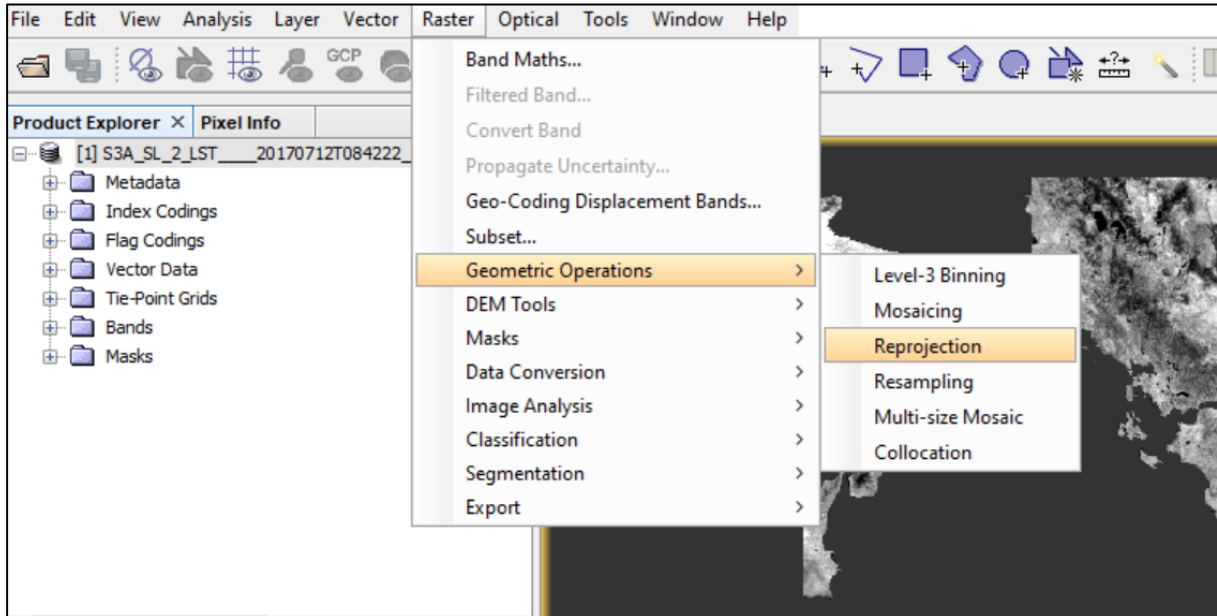 File Edit View Analysis Layer Vector Raster Optical Tools Window Help
GCP
Product Explorer × Pixel Info
[1] S3A_SL_2_LST____20170712T084222_
Metadata
Index Codings
Flag Codings
Vector Data
Tie-Point Grids
Bands
Masks
Band Maths...
Filtered Band...
Convert Band
Propagate Uncertainty...
Geo-Coding Displacement Bands...
Subset...
Geometric Operations
DEM Tools
Masks
Data Conversion
Image Analysis
Classification
Segmentation
Export
Level-3 Binning
Mosaicing
Reprojection
Resampling
Multi-size Mosaic
Collocation